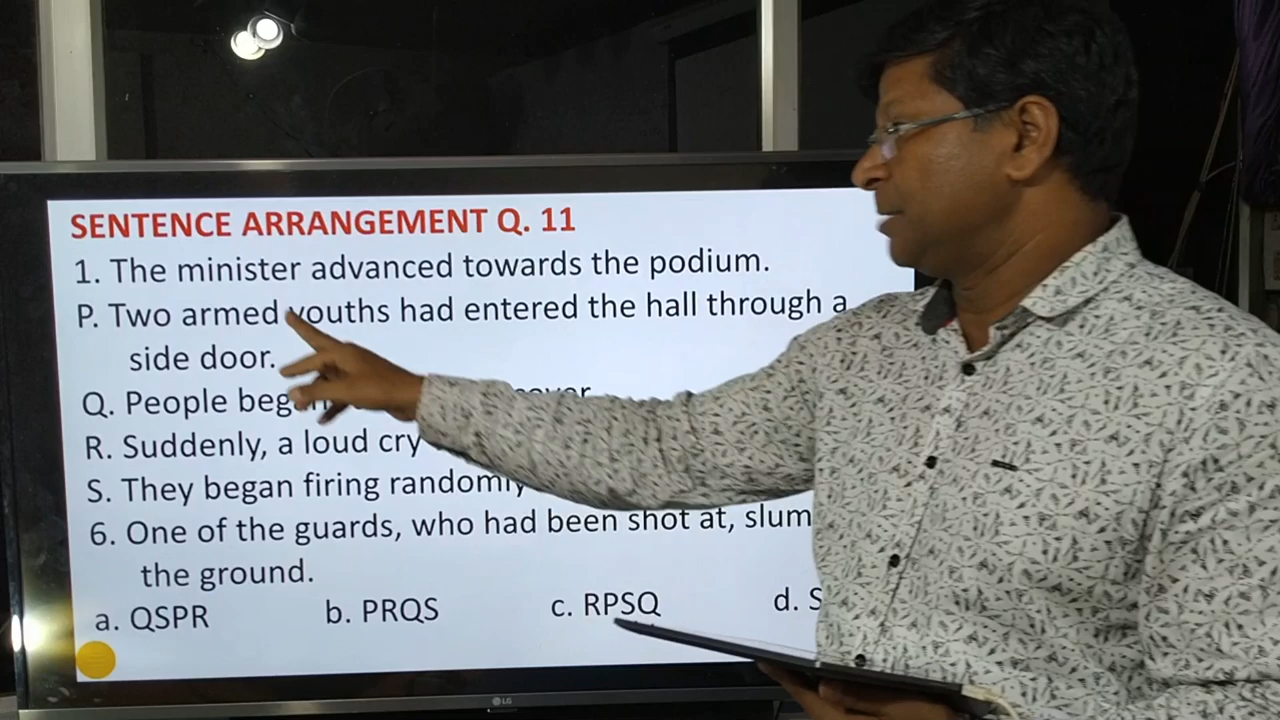 SENTENCE ARRANGEMENT Q. 11
1. The minister advanced towards the podium.
P. Two armed youths had entered the hall through a
side door.
Q. People
R. Suddenly, a loud cry
S. They began firing randomly
6. One of the guards, who had been shot at,
the ground.
a. QSPR b. PRQS c. RPSQ d.
LG